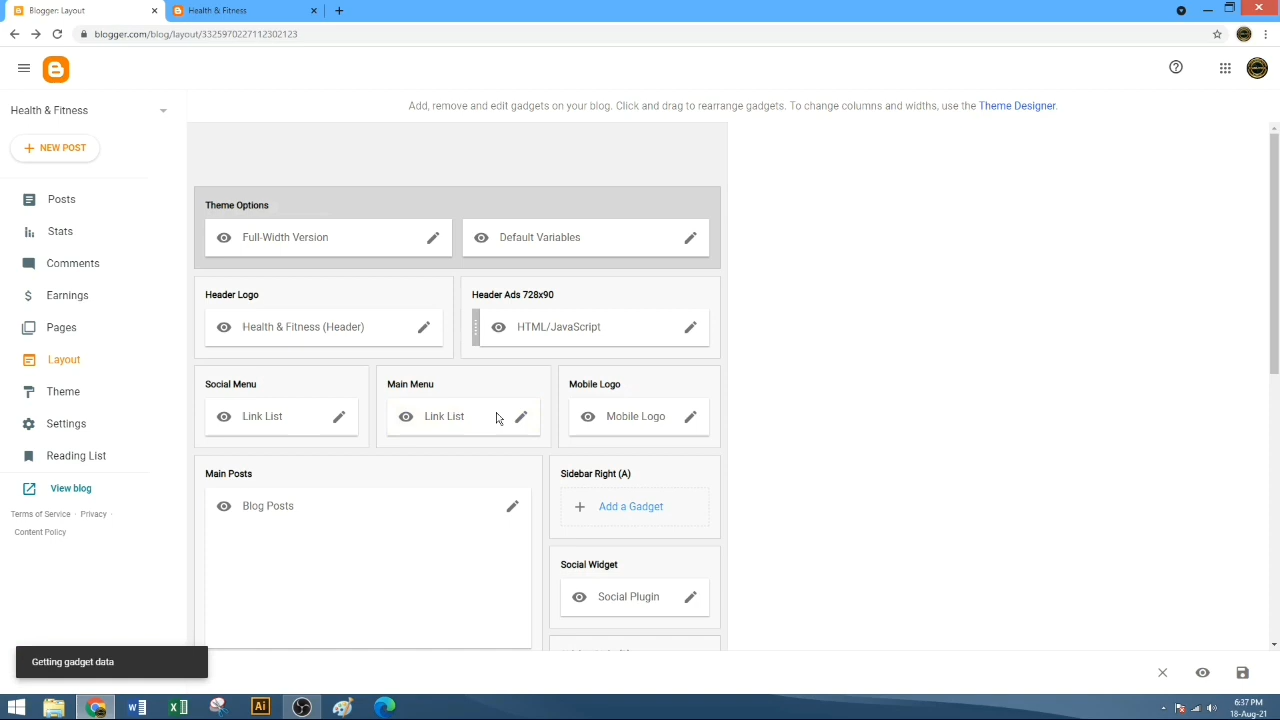 Blogger: Layout
Health & Fitness
blogger.com/blog/layout/3325970227112302123
Health & Fitness
NEW POST
Posts
Stats
Comments
Earnings
Pages
Layout
Theme
Settings
Reading List
View blog
Terms of Service · Privacy ·
Content Policy
Add, remove and edit gadgets on your blog. Click and drag to rearrange gadgets. To change columns and widths, use the Theme Designer.
Theme Options
Full-Width Version
Default Variables
Header Logo
Health & Fitness (Header)
Header Ads 728x90
HTML/JavaScript
Social Menu
Link List
Main Menu
Link List
Mobile Logo
Mobile Logo
Main Posts
Blog Posts
Sidebar Right (A)
Add a Gadget
Social Widget
Social Plugin
Getting gadget data
6:37 PM
18-Aug-21